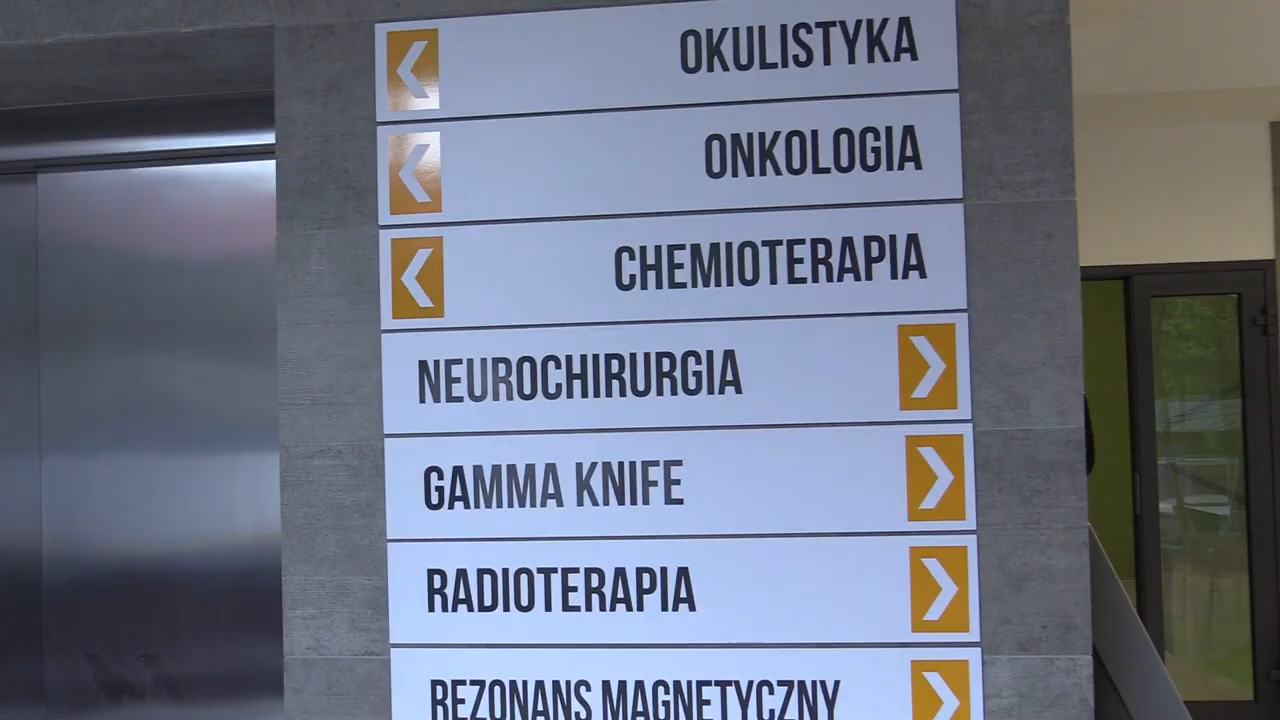 OKULISTYKA
ONKOLOGIA
CHEMIOTERAPIA
NEUROCHIRURGIA
GAMMA KNIFE
RADIOTERAPIA
REZONANS MAGNETYCZNY